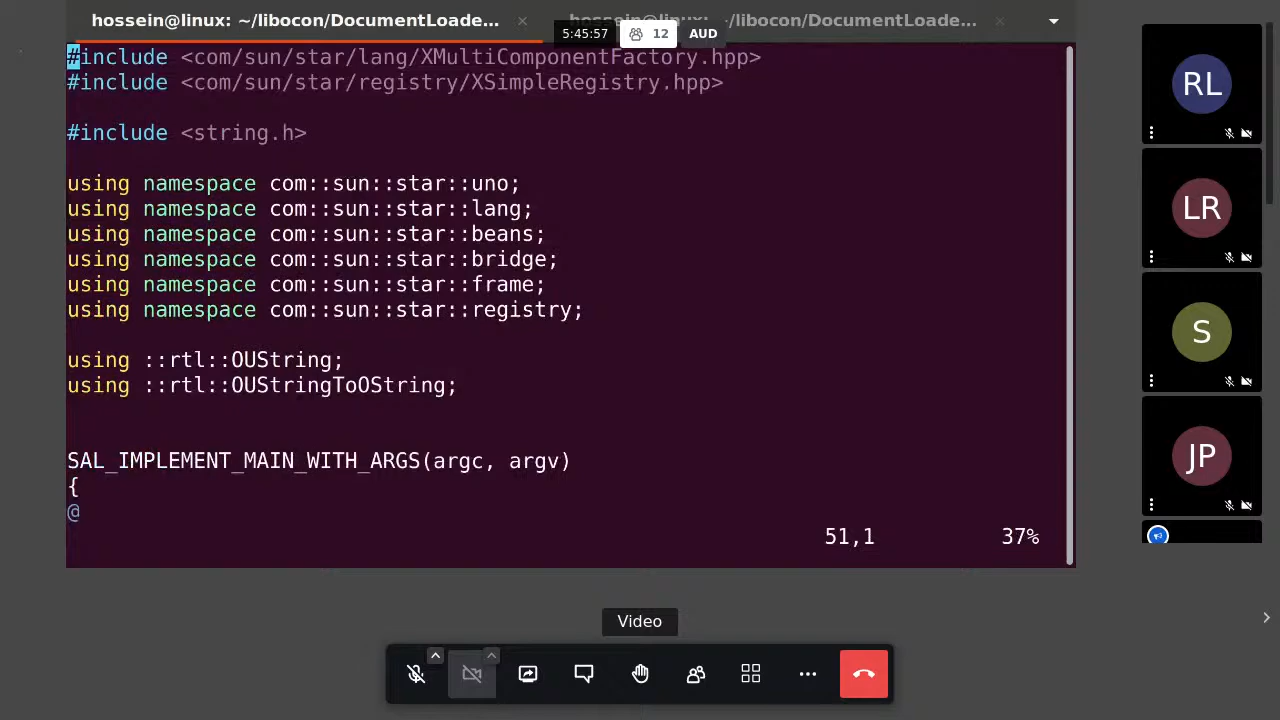 hossein@linux: ~/libocon/DocumentLoade... ×
hossein@linux: ~/libocon/DocumentLoade... ×
5:45:57 12 AUD
#include <com/sun/star/lang/XMultiComponentFactory.hpp>
#include <com/sun/star/registry/XSimpleRegistry.hpp>
#include <string.h>
using namespace com::sun::star::uno;
using namespace com::sun::star::lang;
using namespace com::sun::star::beans;
using namespace com::sun::star::bridge;
using namespace com::sun::star::frame;
using namespace com::sun::star::registry;
using ::rtl::OUString;
using ::rtl::OUStringToOString;
SAL_IMPLEMENT_MAIN_WITH_ARGS(argc, argv)
{
@
51,1 37%
RL
LR
S
JP
Video